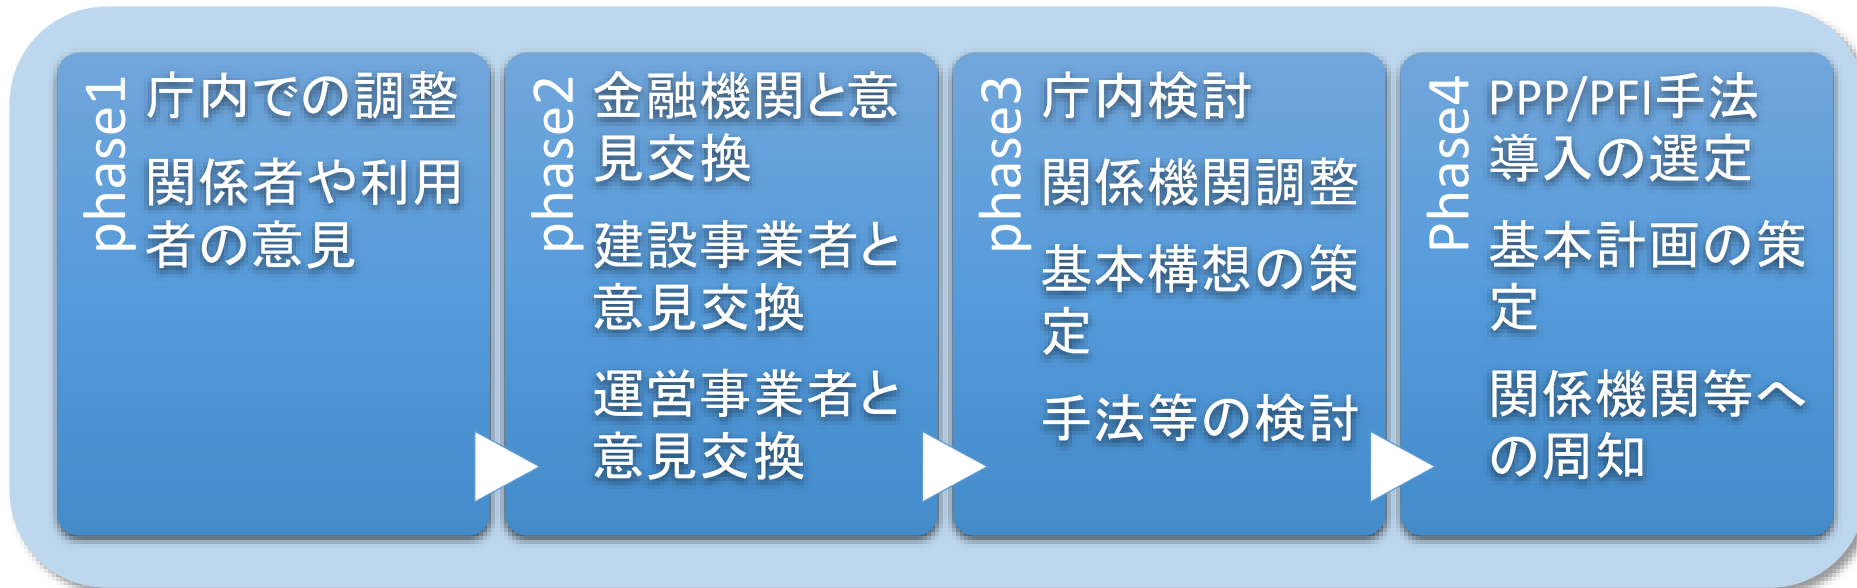 phase1
庁内での調整
関係者や利用
者の意見
phase2
金融機関と意
見交換
建設事業者と
意見交換
運営事業者と
意見交換
phase3
庁内検討
関係機関調整
基本構想の策
定
手法等の検討
Phase4
PPP/PFI手法
導入の選定
基本計画の策
定
関係機関等へ
の周知